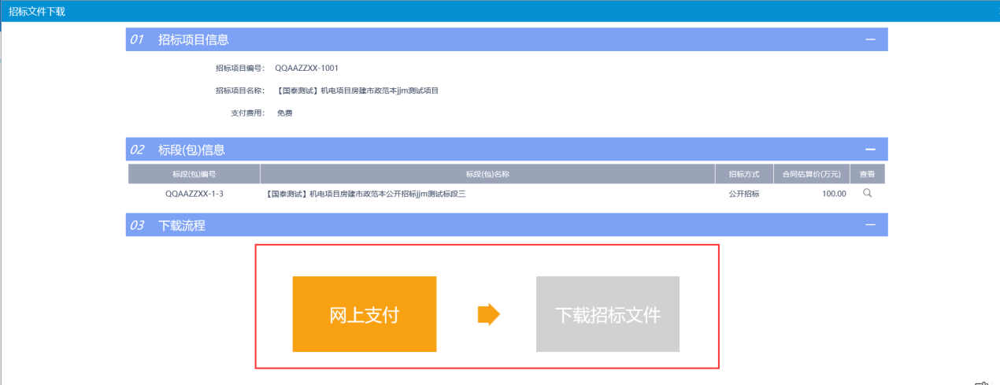 招标文件下载
01 招标项目信息
招标项目编号： QQAAZZXX-1001
招标项目名称： 【国泰测试】机电项目房建市政范本jjm测试项目
支付费用： 免费
02 标段(包)信息
标段(包)编号 标段(包)名称 招标方式 合同估算价(万元) 查看
QQAAZZXX-1-3 【国泰测试】机电项目房建市政范本公开招标jjm测试标段三 公开招标 100.00
03 下载流程
网上支付 下载招标文件